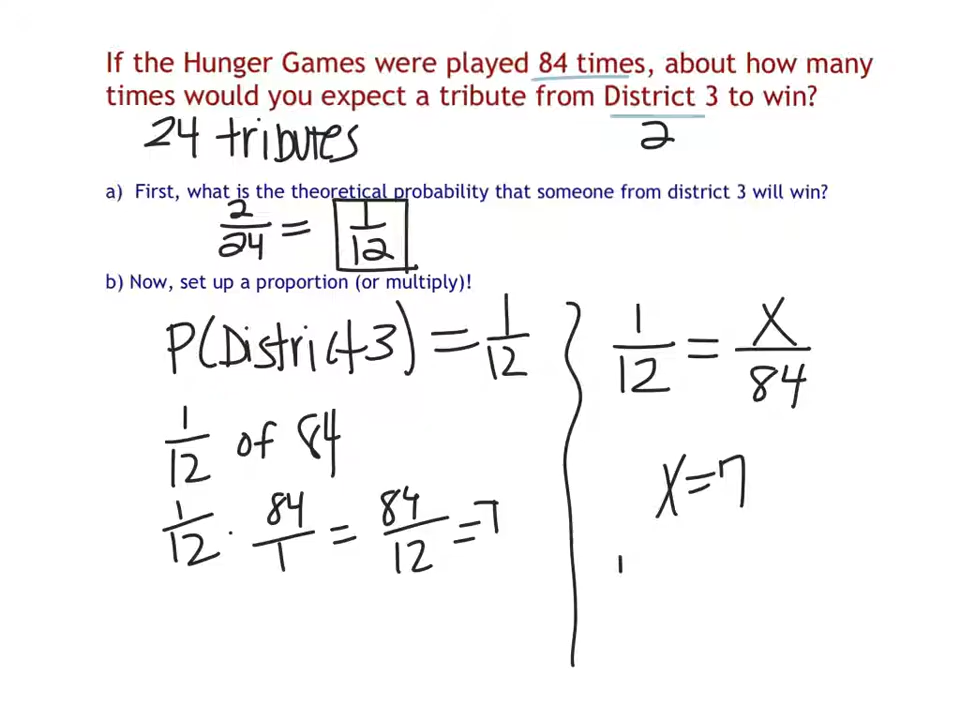 If the Hunger Games were played 84 times, about how many
times would you expect a tribute from District 3 to win?
24 tributes 2
a) First, what is the theoretical probability that someone from district 3 will win?
2/24 = 1/12
b) Now, set up a proportion (or multiply)!
P(District 3) = 1/12
1/12 of 84
1/12 · 84/1 = 84/12 = 7
1/12 = X/84
X = 7